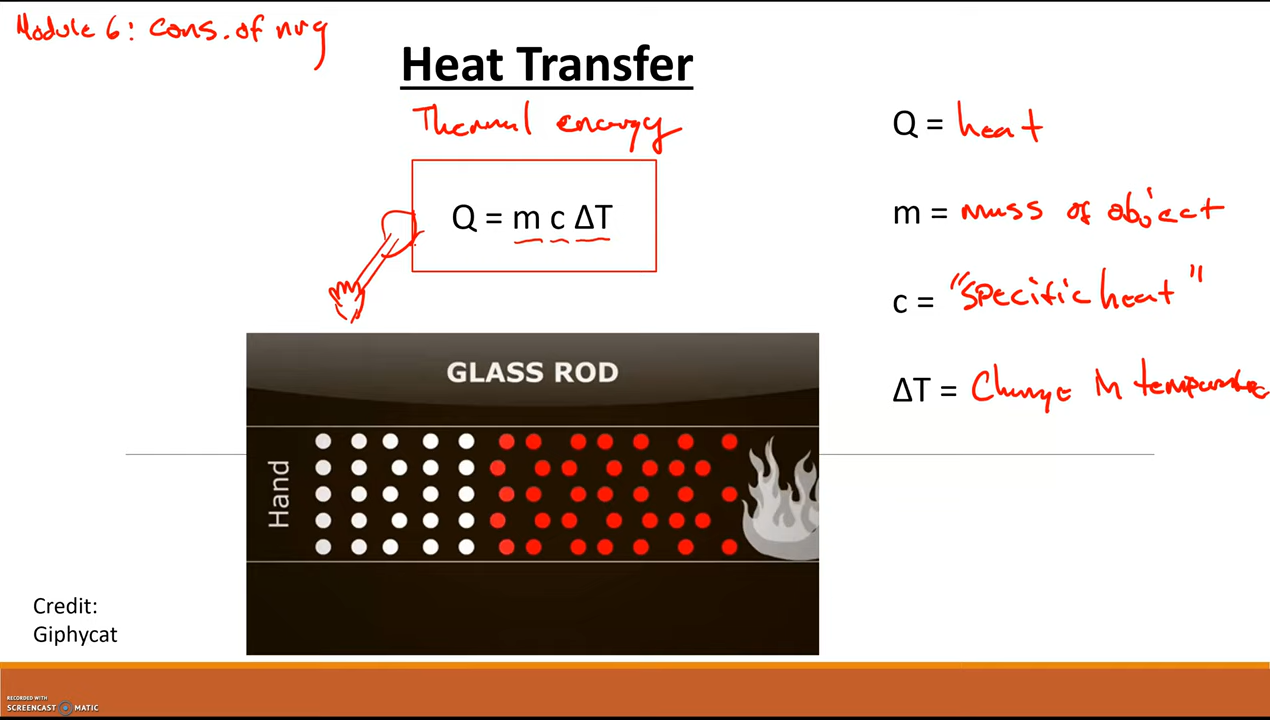 Module 6: cons. of nrg
Heat Transfer
Thermal energy
Q = m c ΔT
Q = heat
m = mass of object
c = "specific heat"
ΔT = Change in temperature
GLASS ROD
Hand
Credit:
Giphycat
RECORDED WITH
SCREENCAST MATIC